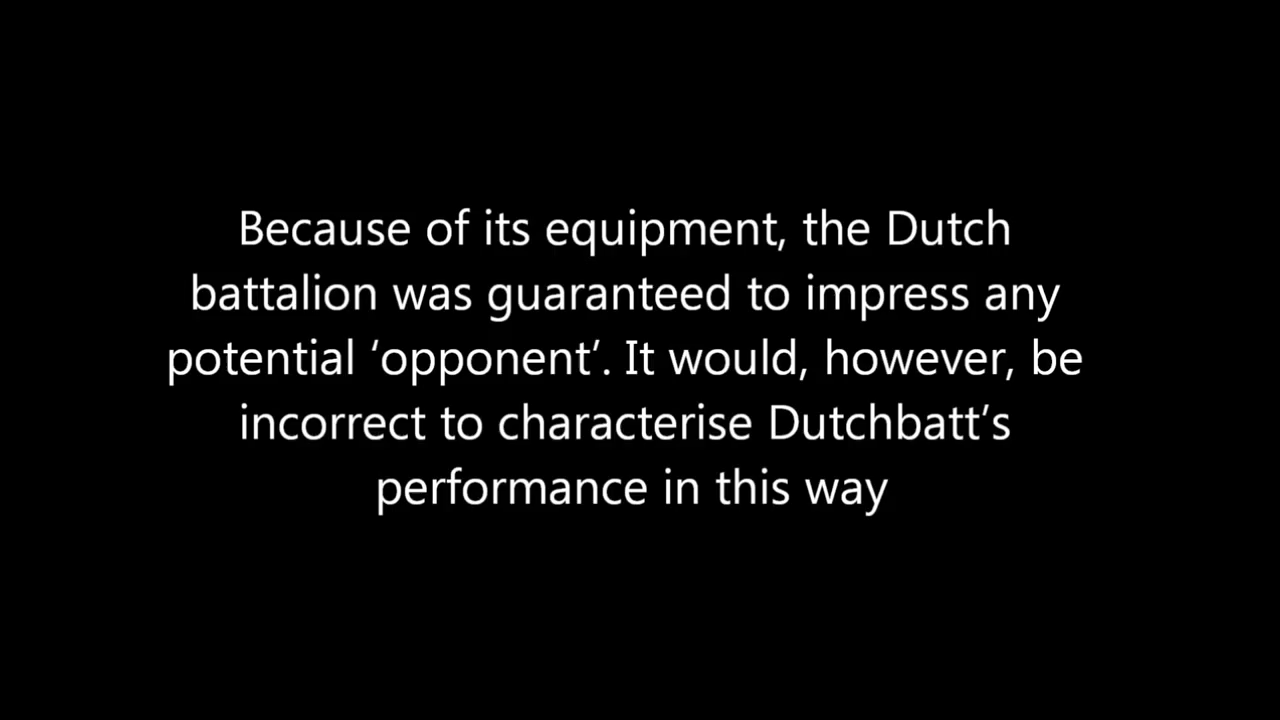 Because of its equipment, the Dutch
battalion was guaranteed to impress any
potential ‘opponent’. It would, however, be
incorrect to characterise Dutchbatt’s
performance in this way